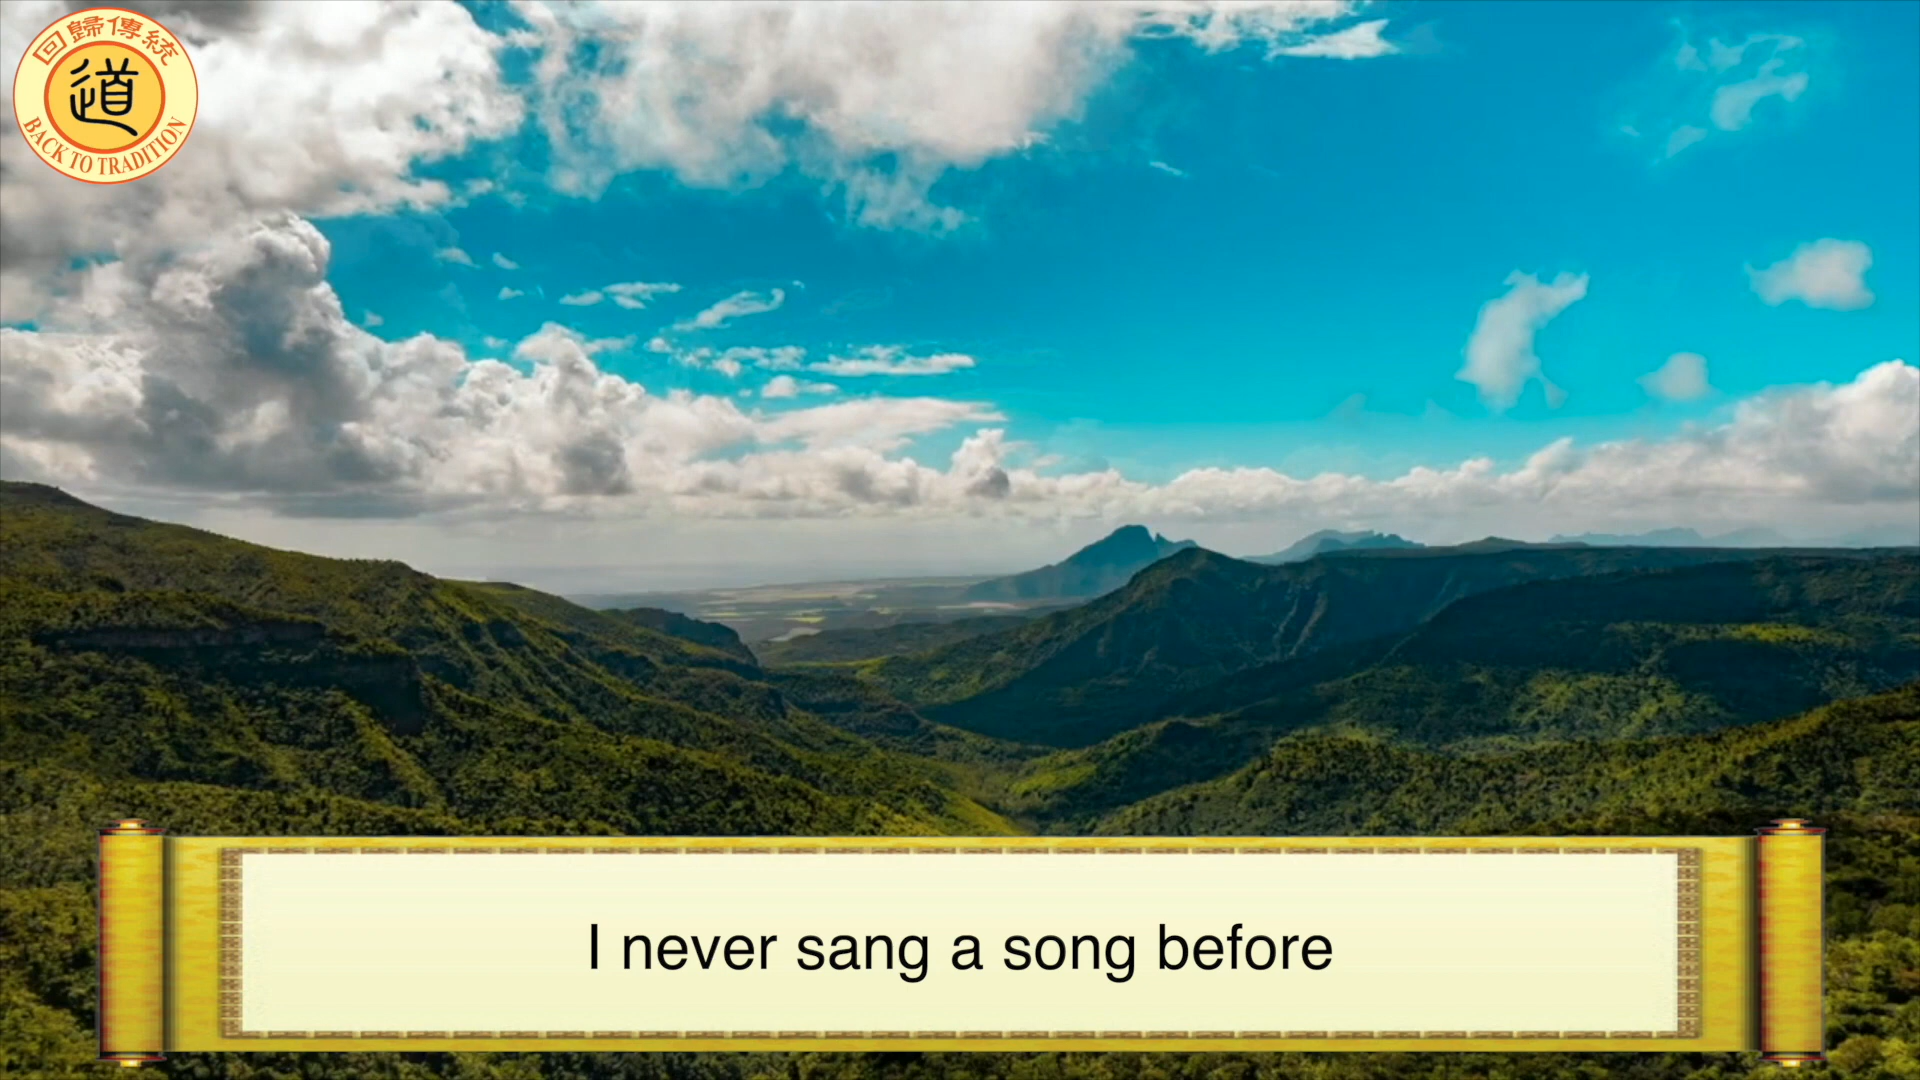 回歸傳統
道
BACK TO TRADITION
I never sang a song before